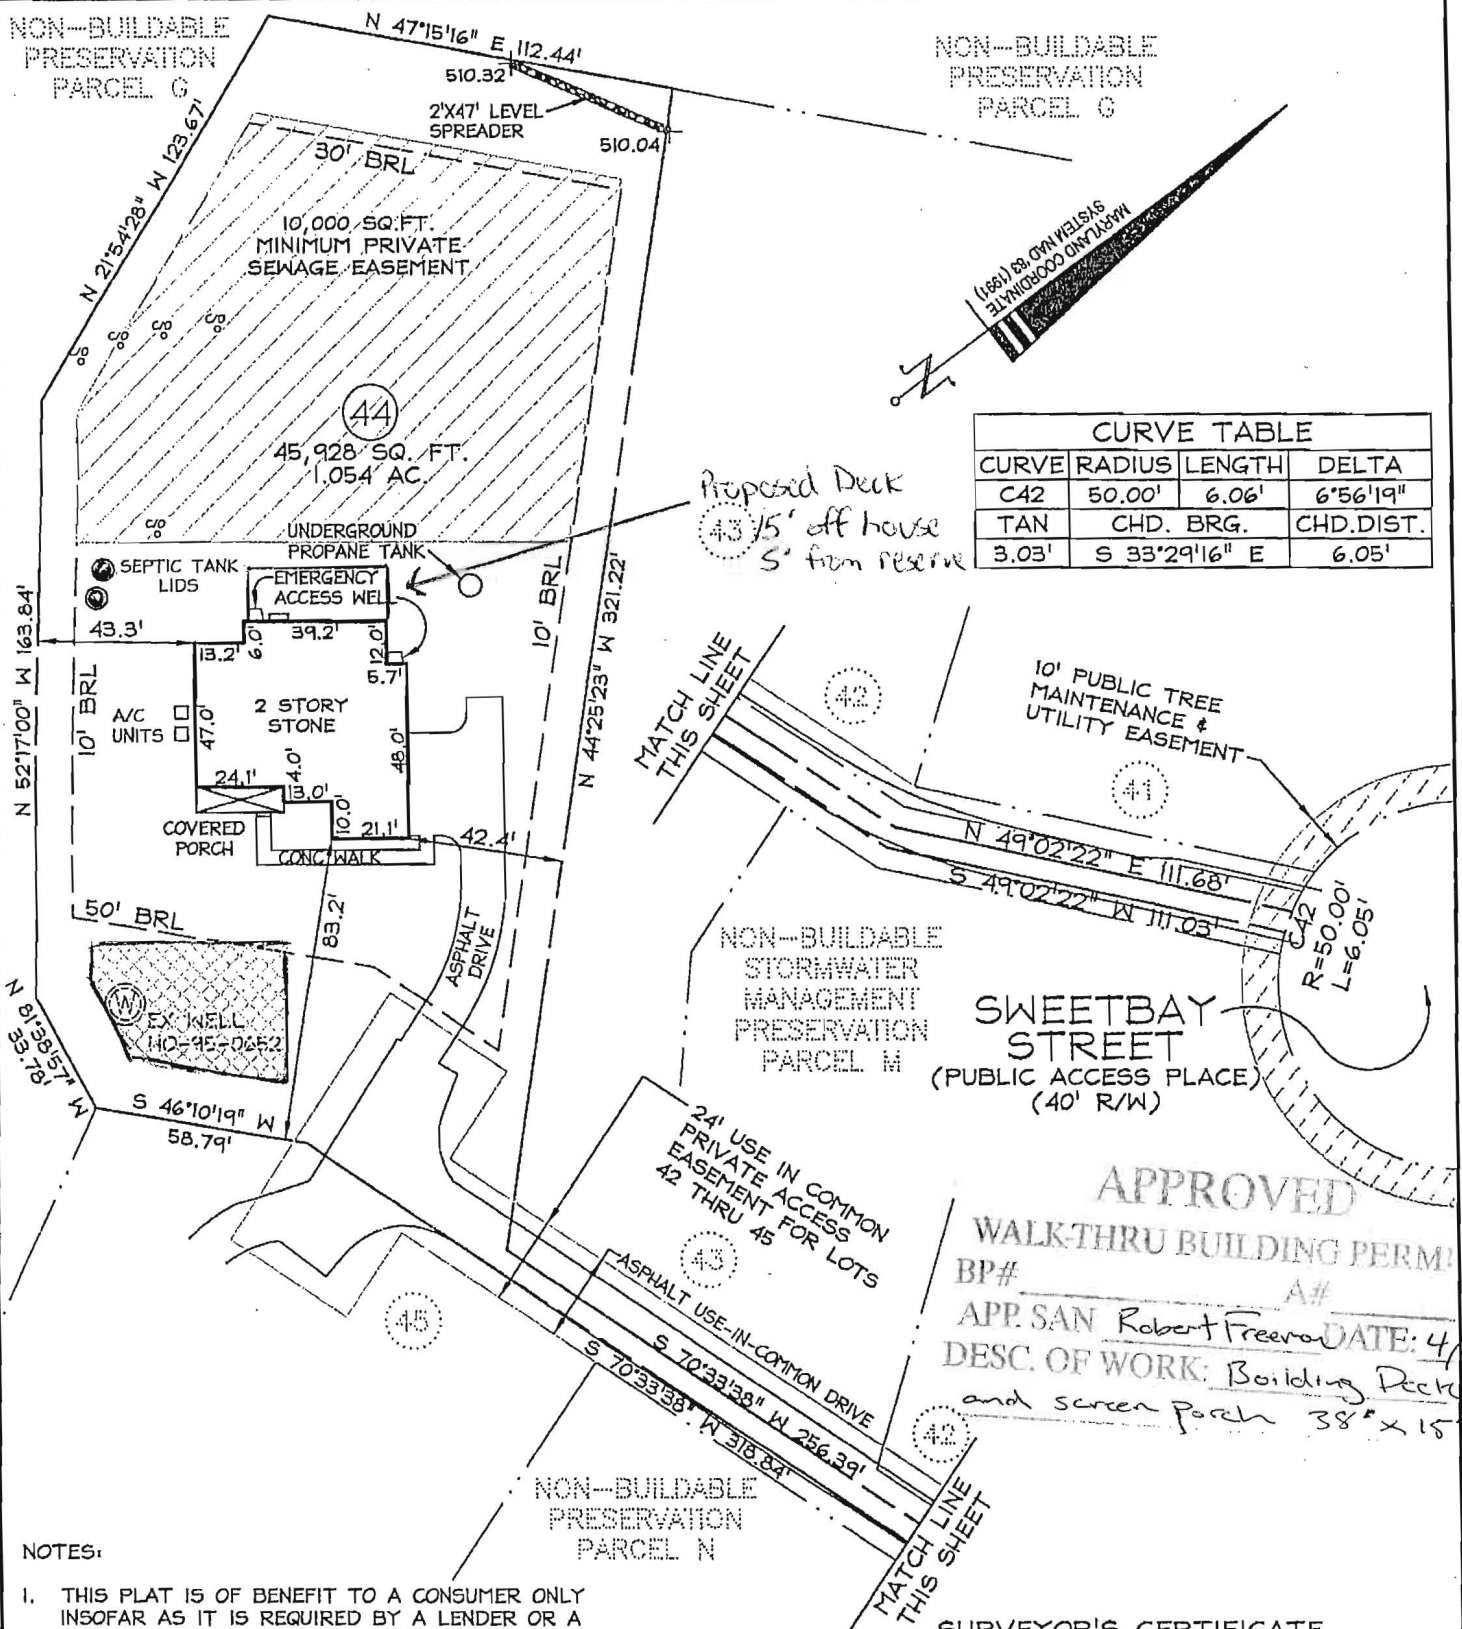 NON-BUILDABLE
PRESERVATION
PARCEL G
N 47°15'16" E 112.44'
NON-BUILDABLE
PRESERVATION
PARCEL G
510.32
2'X47' LEVEL
SPREADER
510.04
N 21°54'28" W 123.67'
30' BRL
10,000 SQ.FT.
MINIMUM PRIVATE
SEWAGE EASEMENT
C/O
C/O
C/O
C/O
MARYLAND COORDINATE
SYSTEM NAD '83 (1991)
N
44
45,928 SQ. FT.
1.054 AC.
CURVE TABLE
CURVE RADIUS LENGTH DELTA
C42 50.00' 6.06' 6°56'19"
TAN CHD. BRG. CHD.DIST.
3.03' S 33°29'16" E 6.05'
Proposed Deck
43 15' off house
5' from reserve
C/O
UNDERGROUND
PROPANE TANK
SEPTIC TANK
LIDS
EMERGENCY
ACCESS WELL
N 52°17'00" W 163.84'
10' BRL
N 44°25'23" W 321.22'
10' BRL
43.3'
13.2'
6.0'
39.2'
12.0'
5.7'
2 STORY
STONE
A/C
UNITS
47.0'
48.0'
24.1'
4.0'
13.0'
10.0'
21.1'
42.4'
COVERED
PORCH
CONC WALK
MATCH LINE
THIS SHEET
42
10' PUBLIC TREE
MAINTENANCE &
UTILITY EASEMENT
41
N 49°02'22" E 111.68'
S 49°02'22" W 111.03'
C42
R=50.00'
L=6.05'
50' BRL
83.2'
ASPHALT
DRIVE
W
EX WELL
HO-95-0652
N 81°38'57" W
33.78'
S 46°10'19" W
58.79'
NON-BUILDABLE
STORMWATER
MANAGEMENT
PRESERVATION
PARCEL M
SWEETBAY
STREET
(PUBLIC ACCESS PLACE)
(40' R/W)
24' USE IN COMMON
PRIVATE ACCESS
EASEMENT FOR LOTS
42 THRU 45
43
ASPHALT USE-IN-COMMON DRIVE
45
S 70°33'38" W 256.39'
S 70°33'38" W 318.84'
42
APPROVED
WALK-THRU BUILDING PERMI
BP# A#
APP. SAN Robert Freemon DATE: 4/
DESC. OF WORK: Building Deck
and screen porch 38' x 15
NON-BUILDABLE
PRESERVATION
PARCEL N
MATCH LINE
THIS SHEET
NOTES:
1. THIS PLAT IS OF BENEFIT TO A CONSUMER ONLY
INSOFAR AS IT IS REQUIRED BY A LENDER OR A
SURVEYOR'S CERTIFICATE